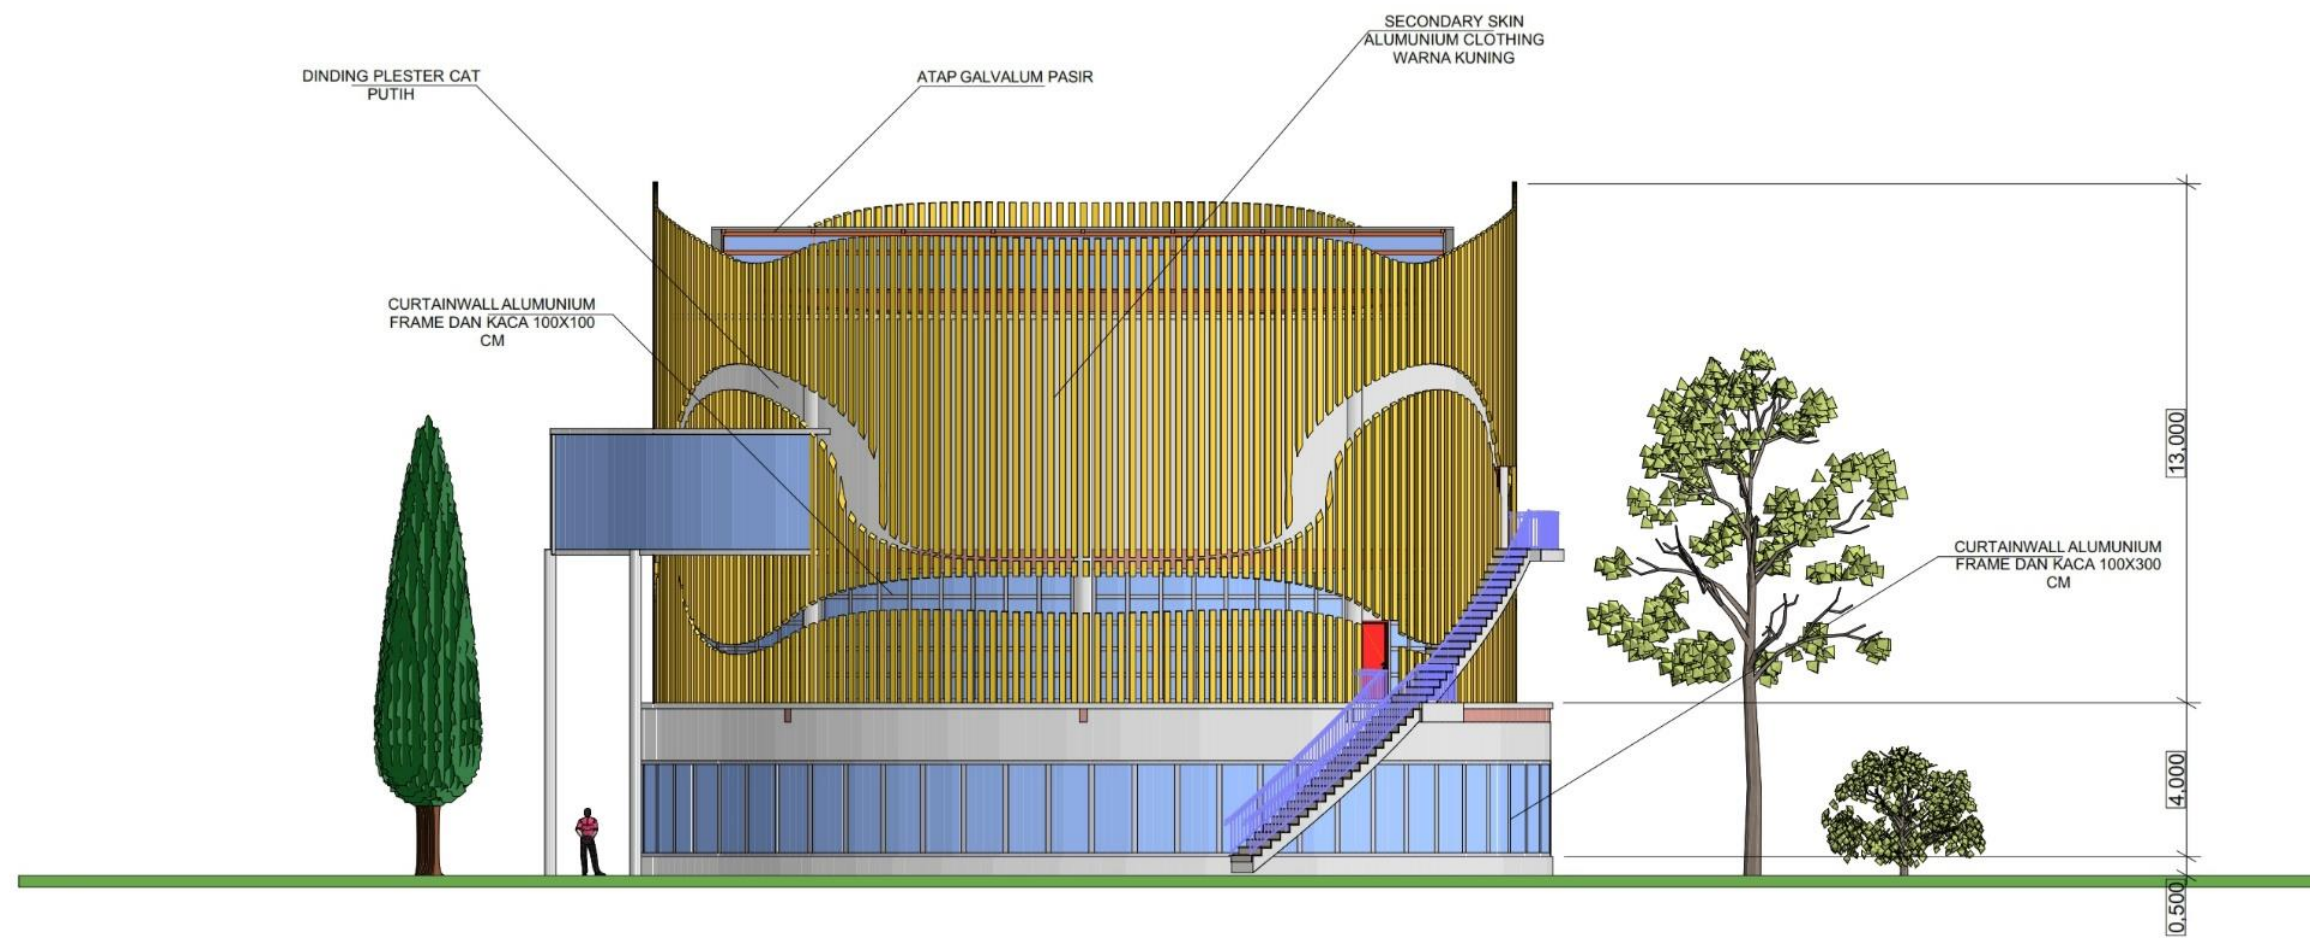 SECONDARY SKIN
ALUMUNIUM CLOTHING
WARNA KUNING
DINDING PLESTER CAT
PUTIH
ATAP GALVALUM PASIR
CURTAINWALL ALUMUNIUM
FRAME DAN KACA 100X100
CM
13.000
CURTAINWALL ALUMUNIUM
FRAME DAN KACA 100X300
CM
4.000
0.500